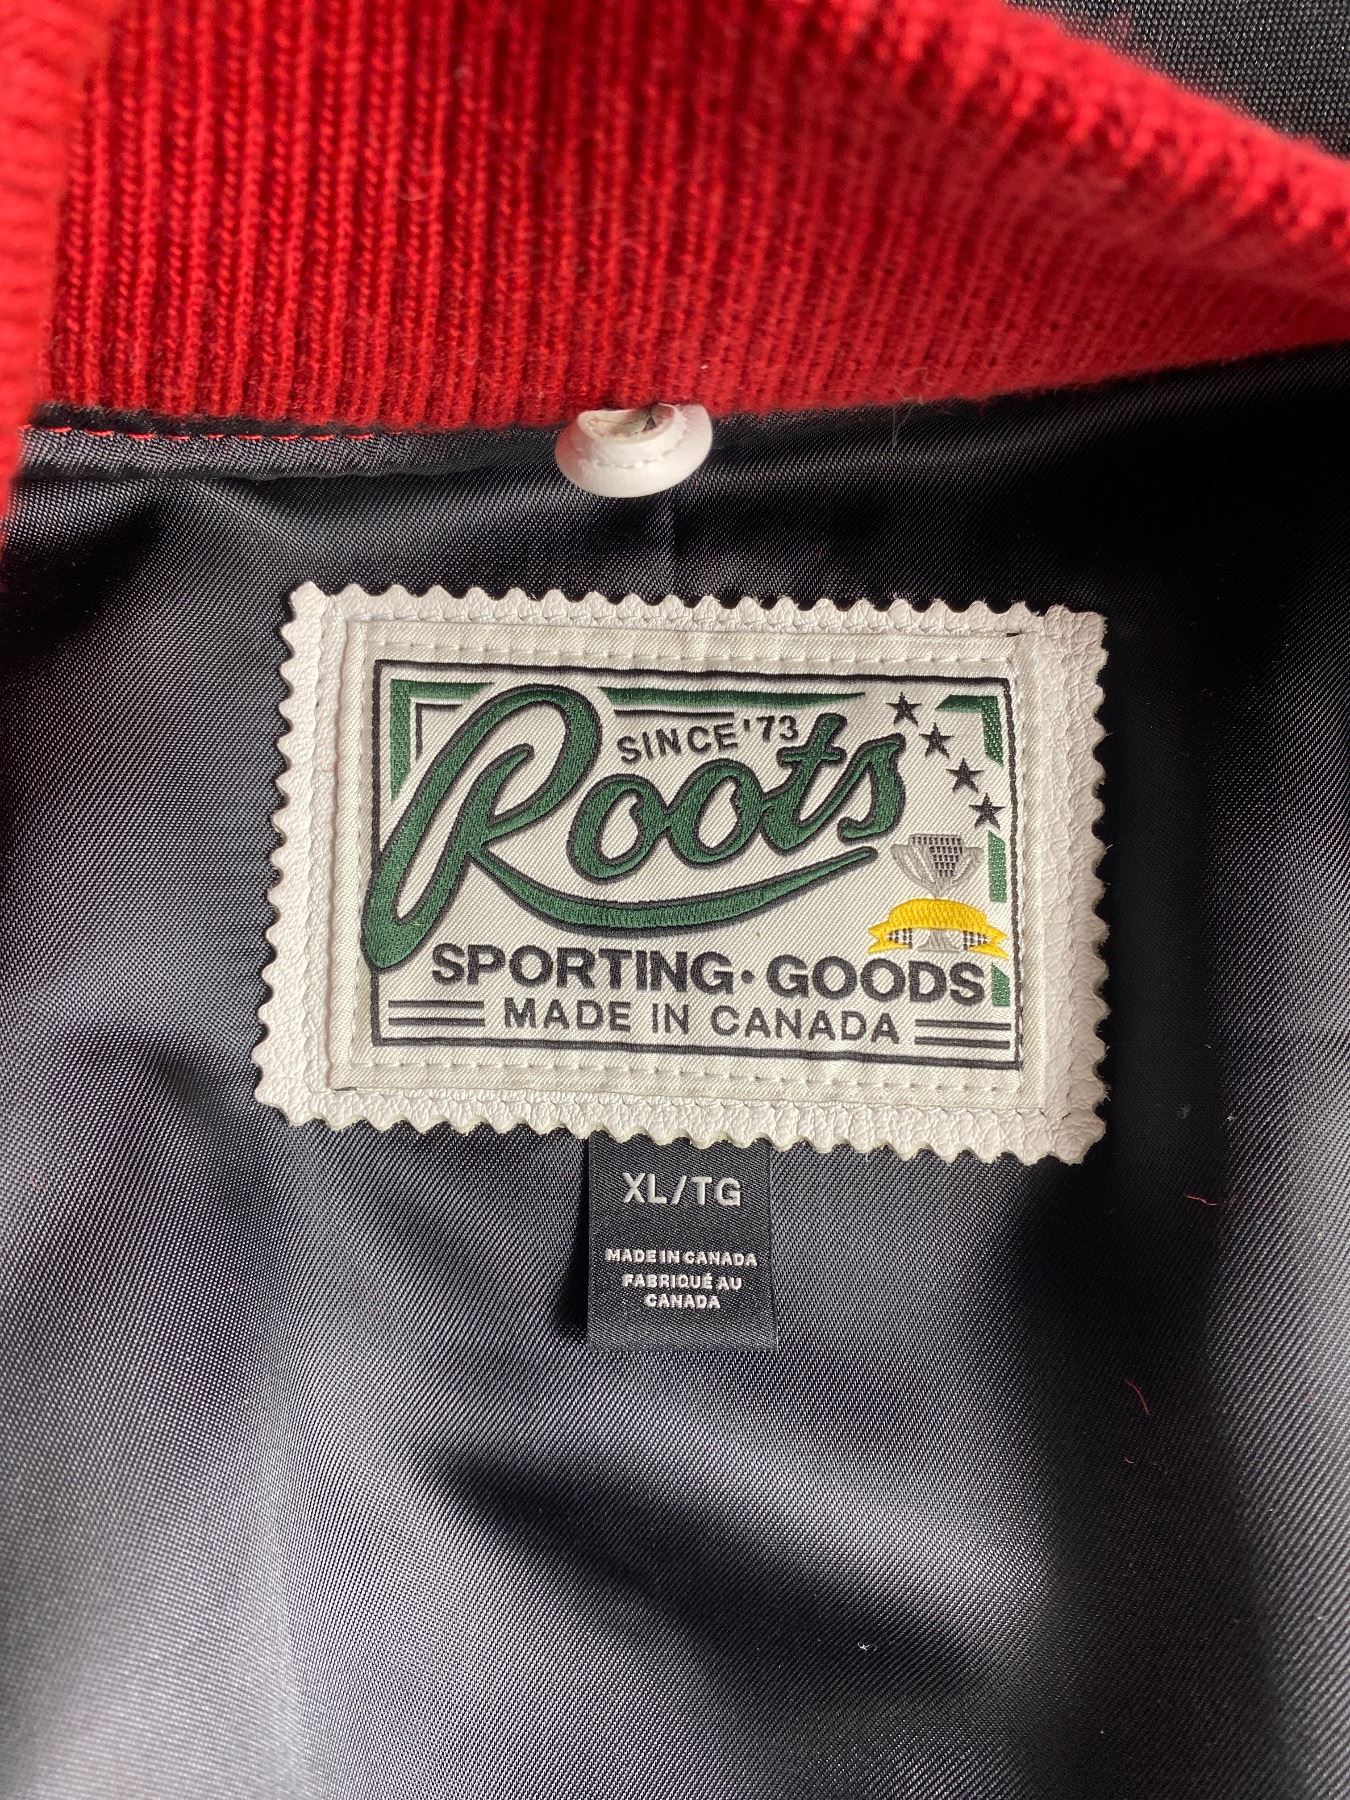 SINCE '73
Roots
SPORTING·GOODS
MADE IN CANADA
XL/TG
MADE IN CANADA
FABRIQUÉ AU
CANADA